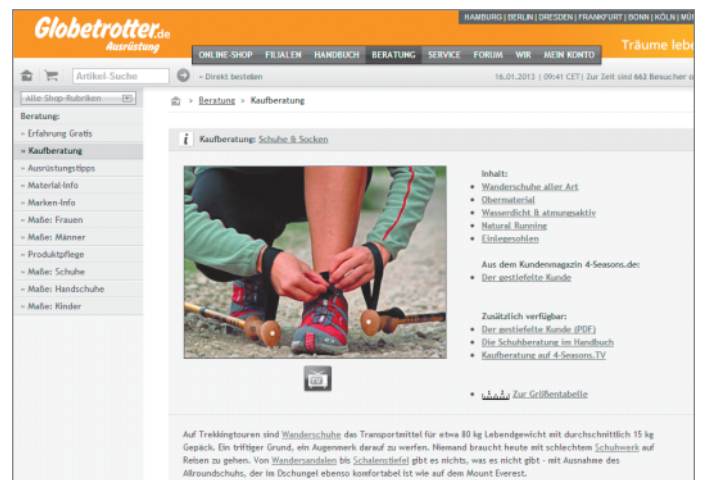 Globetrotter.de
Ausrüstung
HAMBURG | BERLIN | DRESDEN | FRANKFURT | BONN | KÖLN | MÜ
Träume lebe
ONLINE-SHOP FILIALEN HANDBUCH BERATUNG SERVICE FORUM WIR MEIN KONTO
Artikel-Suche
» Direkt bestellen
16.01.2013 | 09:41 CET | Zur Zeit sind 662 Besucher o
Alle Shop-Rubriken
» Beratung » Kaufberatung
Beratung:
» Erfahrung Gratis
» Kaufberatung
» Ausrüstungstipps
» Material-Info
» Marken-Info
» Maße: Frauen
» Maße: Männer
» Produktpflege
» Maße: Schuhe
» Maße: Handschuhe
» Maße: Kinder
i Kaufberatung: Schuhe & Socken
Inhalt:
• Wanderschuhe aller Art
• Obermaterial
• Wasserdicht & atmungsaktiv
• Natural Running
• Einlegesohlen
Aus dem Kundenmagazin 4-Seasons.de:
• Der gestiefelte Kunde
Zusätzlich verfügbar:
• Der gestiefelte Kunde (PDF)
• Die Schuhberatung im Handbuch
• Kaufberatung auf 4-Seasons.TV
• Zur Größentabelle
TV
Auf Trekkingtouren sind Wanderschuhe das Transportmittel für etwa 80 kg Lebendgewicht mit durchschnittlich 15 kg
Gepäck. Ein triftiger Grund, ein Augenmerk darauf zu werfen. Niemand braucht heute mit schlechtem Schuhwerk auf
Reisen zu gehen. Von Wandersandalen bis Schalenstiefel gibt es nichts, was es nicht gibt - mit Ausnahme des
Allroundschuhs, der im Dschungel ebenso komfortabel ist wie auf dem Mount Everest.